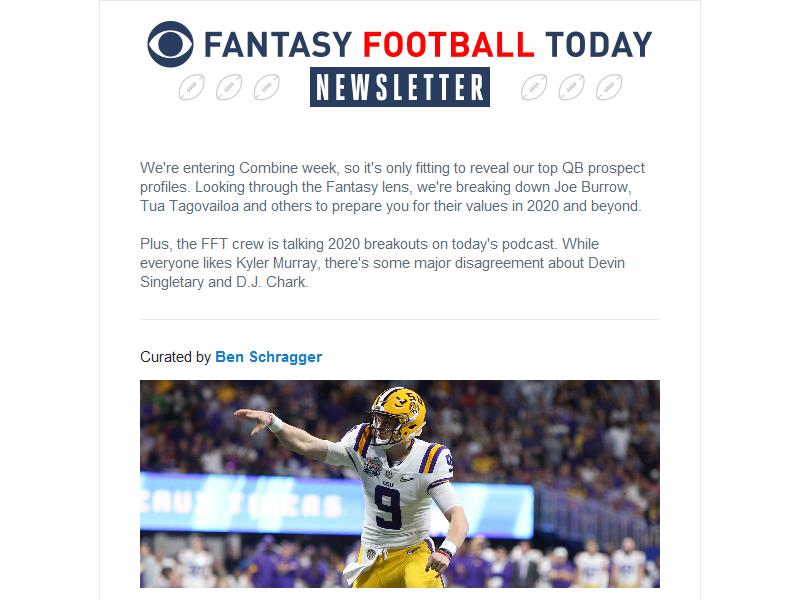 FANTASY FOOTBALL TODAY
NEWSLETTER
We're entering Combine week, so it's only fitting to reveal our top QB prospect
profiles. Looking through the Fantasy lens, we're breaking down Joe Burrow,
Tua Tagovailoa and others to prepare you for their values in 2020 and beyond.
Plus, the FFT crew is talking 2020 breakouts on today's podcast. While
everyone likes Kyler Murray, there's some major disagreement about Devin
Singletary and D.J. Chark.
Curated by Ben Schragger
TIGERS
LSU
9
9